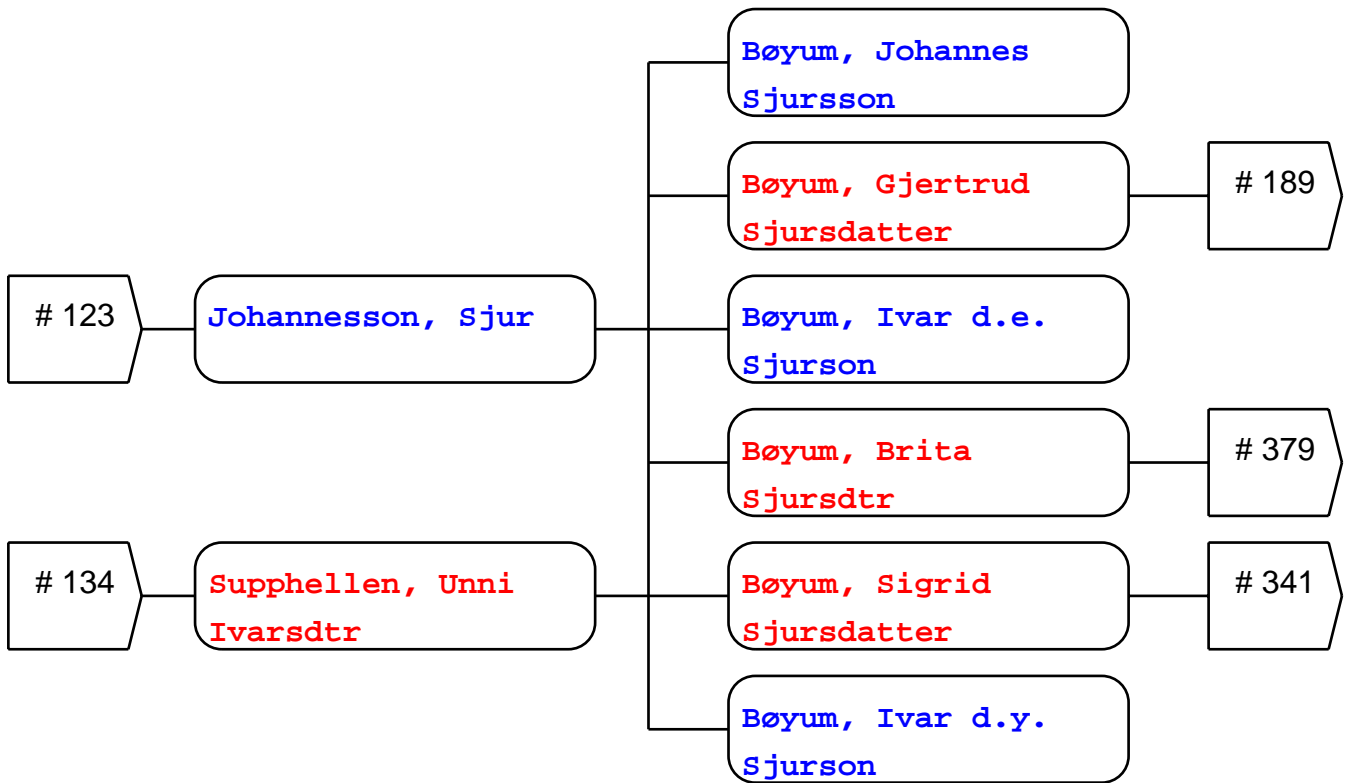 Bøyum, Johannes
Sjursson
Bøyum, Gjertrud
Sjursdatter
# 189
# 123
Johannesson, Sjur
Bøyum, Ivar d.e.
Sjurson
Bøyum, Brita
Sjursdtr
# 379
# 134
Supphellen, Unni
Ivarsdtr
Bøyum, Sigrid
Sjursdatter
# 341
Bøyum, Ivar d.y.
Sjurson